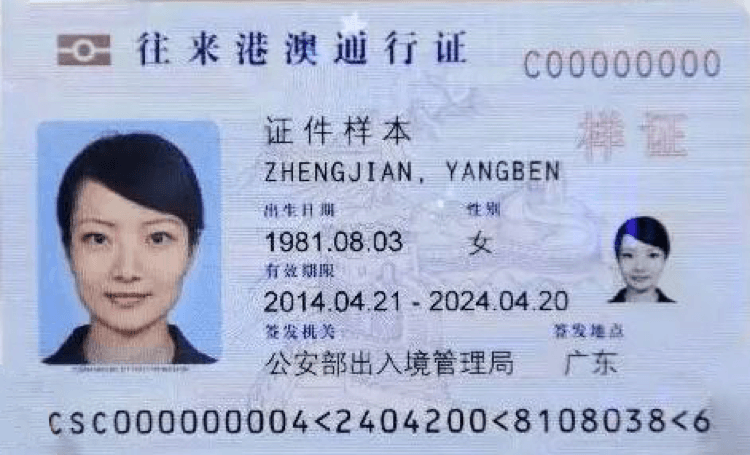 往来港澳通行证
C00000000
样证
证件样本
ZHENGJIAN, YANGBEN
出生日期 性别
1981.08.03 女
有效期限
2014.04.21 - 2024.04.20
签发机关 签发地点
公安部出入境管理局 广东
CSC000000004<2404200<8108038<6